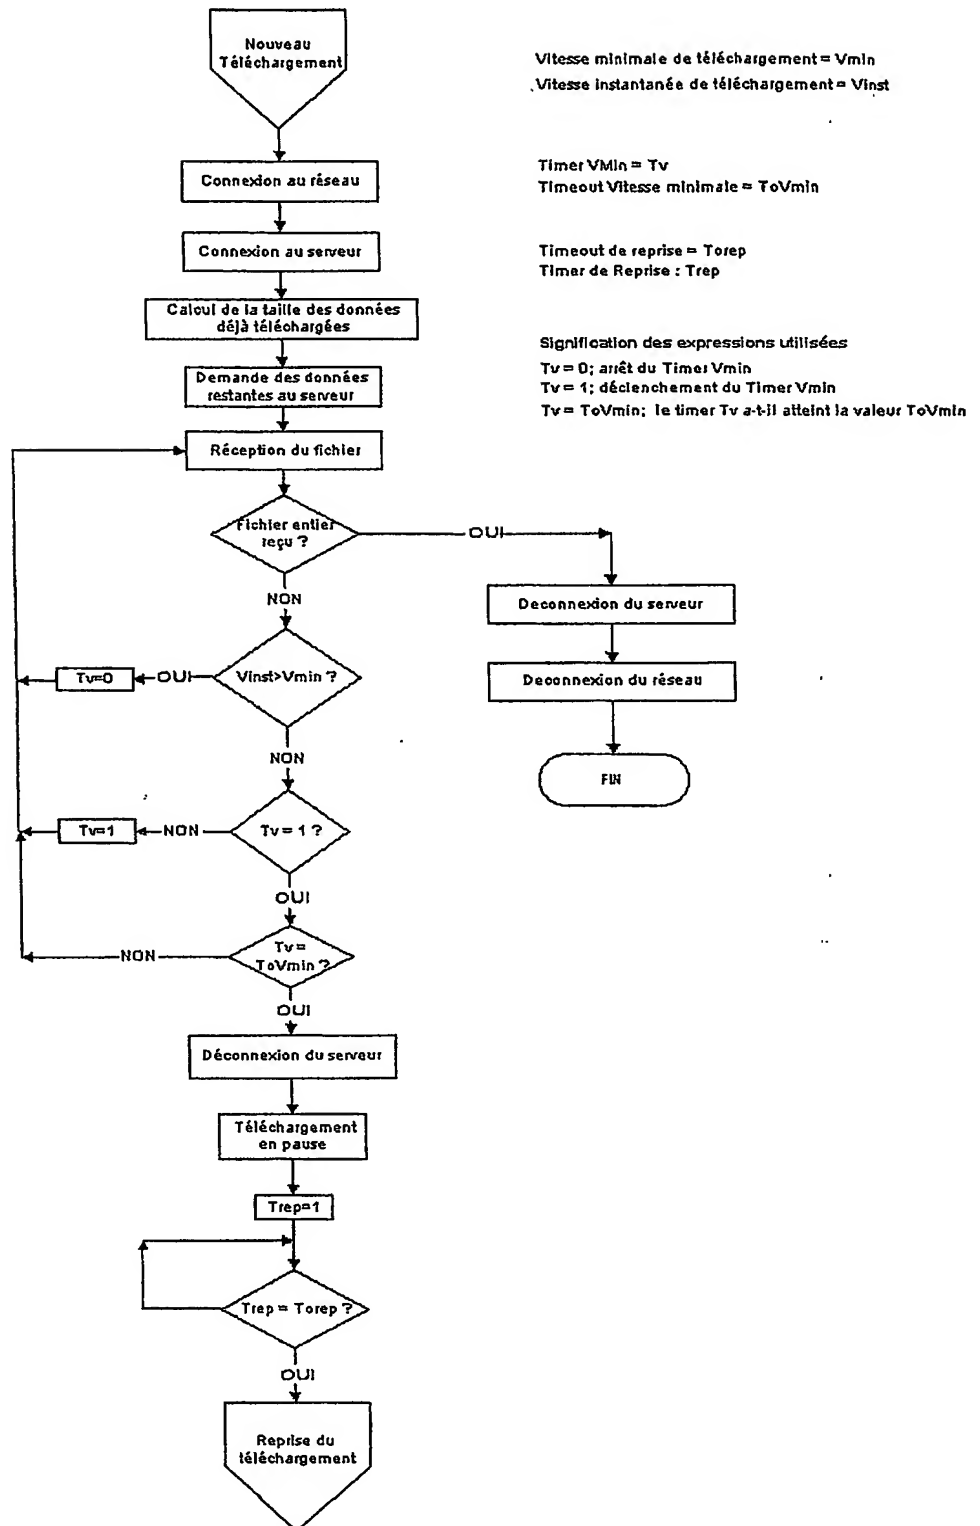 Nouveau
Téléchargement
Vitesse minimale de téléchargement = Vmin
Vitesse instantanée de téléchargement = Vinst
Connexion au réseau
Timer VMin = Tv
Timeout Vitesse minimale = ToVmin
Connexion au serveur
Timeout de reprise = Torep
Timer de Reprise : Trep
Calcul de la taille des données
déjà téléchargées
Signification des expressions utilisées
Tv = 0; arrêt du Timer Vmin
Tv = 1; déclenchement du Timer Vmin
Tv = ToVmin; le timer Tv a-t-il atteint la valeur ToVmin
Demande des données
restantes au serveur
Réception du fichier
Fichier entier
reçu ?
OUI
NON
Deconnexion du serveur
Vinst>Vmin ?
OUI
Tv=0
Deconnexion du réseau
NON
FIN
Tv = 1 ?
NON
Tv=1
OUI
Tv =
ToVmin ?
NON
OUI
Déconnexion du serveur
Téléchargement
en pause
Trep=1
Trep = Torep ?
OUI
Reprise du
téléchargement